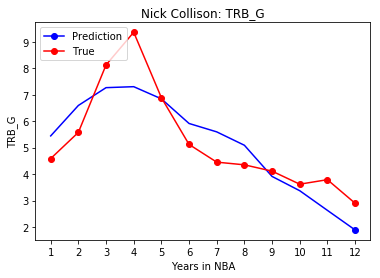 Nick Collison: TRB_G
Prediction
True
TRB_G
9
8
7
6
5
4
3
2
1 2 3 4 5 6 7 8 9 10 11 12
Years in NBA